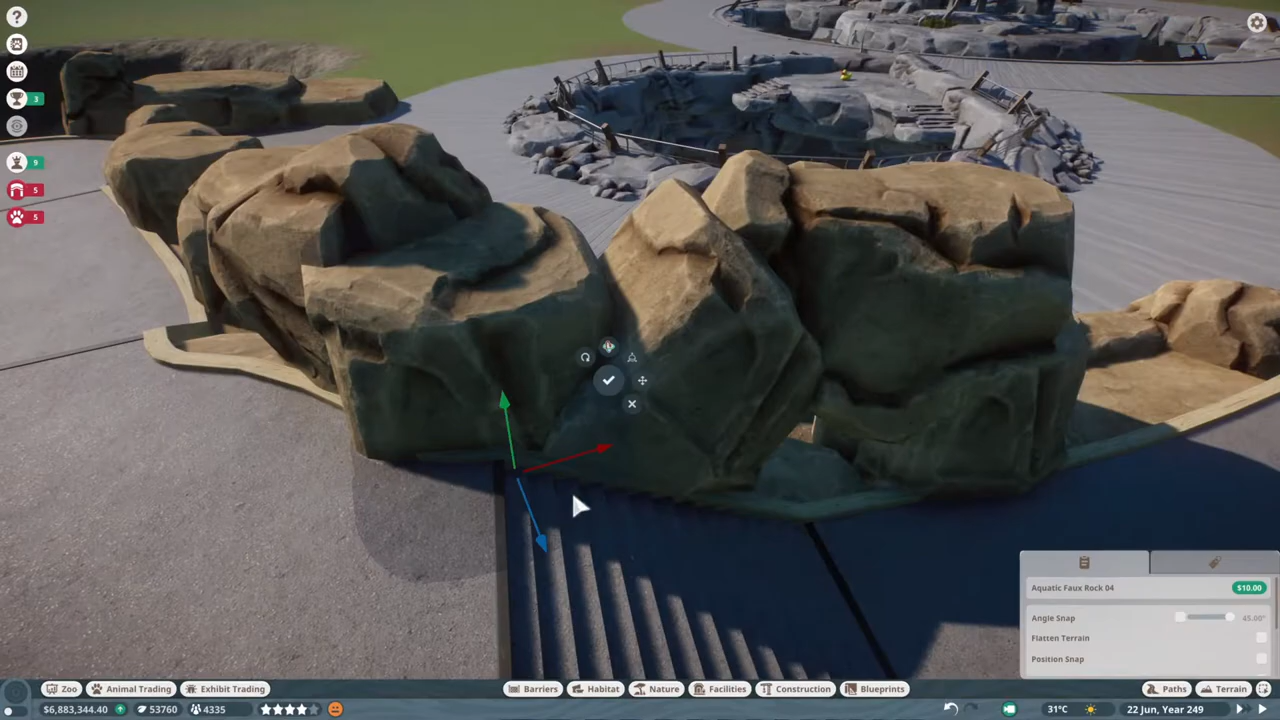 3
9
5
5
Aquatic Faux Rock 04 $10.00
Angle Snap 45.00°
Flatten Terrain
Position Snap
Zoo Animal Trading Exhibit Trading Barriers Habitat Nature Facilities Construction Blueprints Paths Terrain
$6,883,344.40 53760 4335 31°C 22 Jun, Year 249